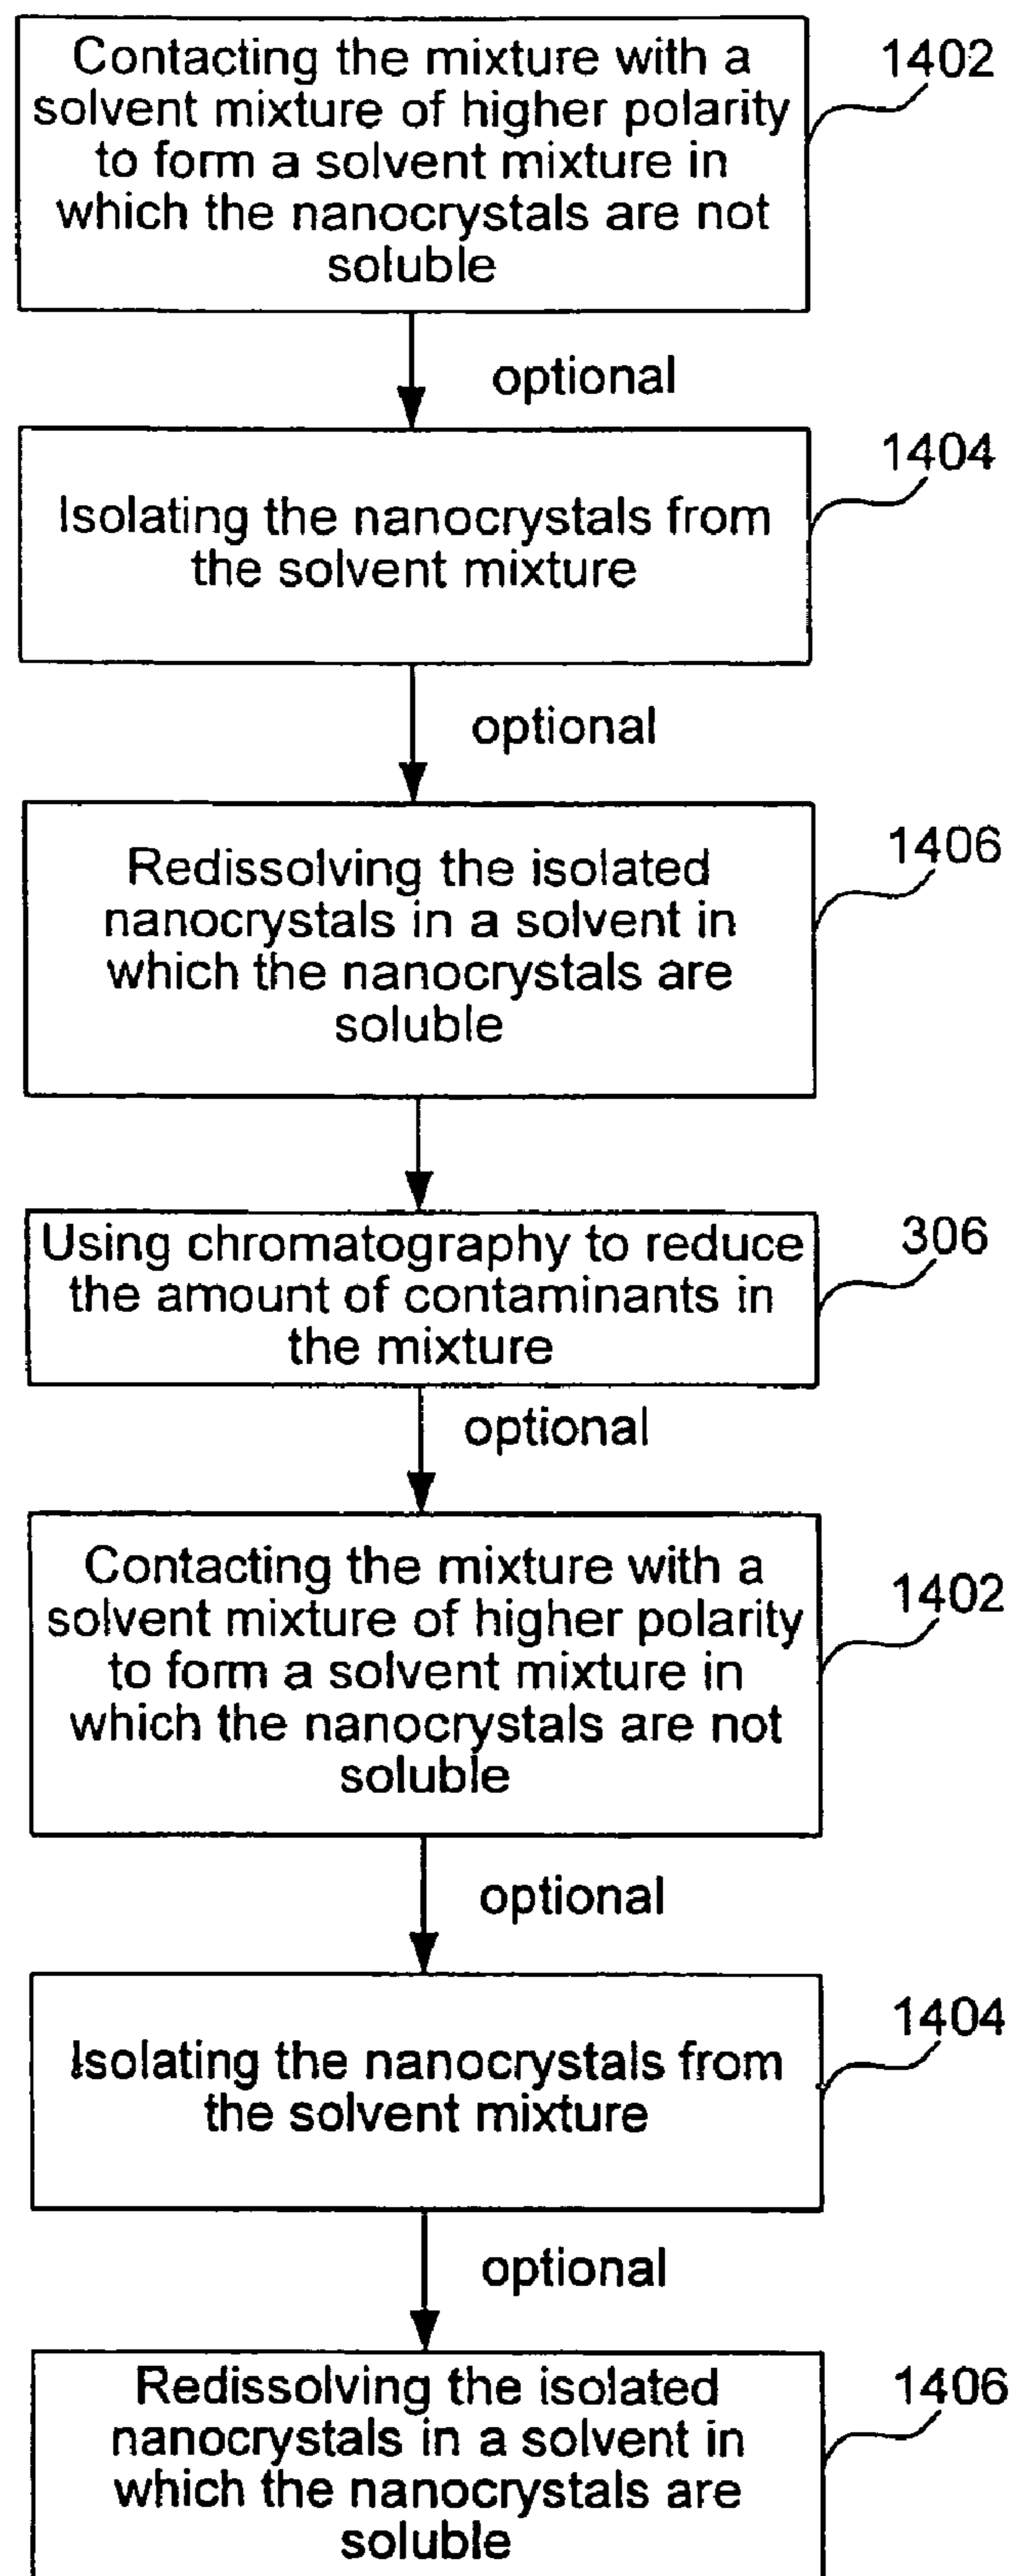 Contacting the mixture with a
solvent mixture of higher polarity
to form a solvent mixture in
which the nanocrystals are not
soluble
1402
optional
Isolating the nanocrystals from
the solvent mixture
1404
optional
Redissolving the isolated
nanocrystals in a solvent in
which the nanocrystals are
soluble
1406
Using chromatography to reduce
the amount of contaminants in
the mixture
306
optional
Contacting the mixture with a
solvent mixture of higher polarity
to form a solvent mixture in
which the nanocrystals are not
soluble
1402
optional
Isolating the nanocrystals from
the solvent mixture
1404
optional
Redissolving the isolated
nanocrystals in a solvent in
which the nanocrystals are
soluble
1406